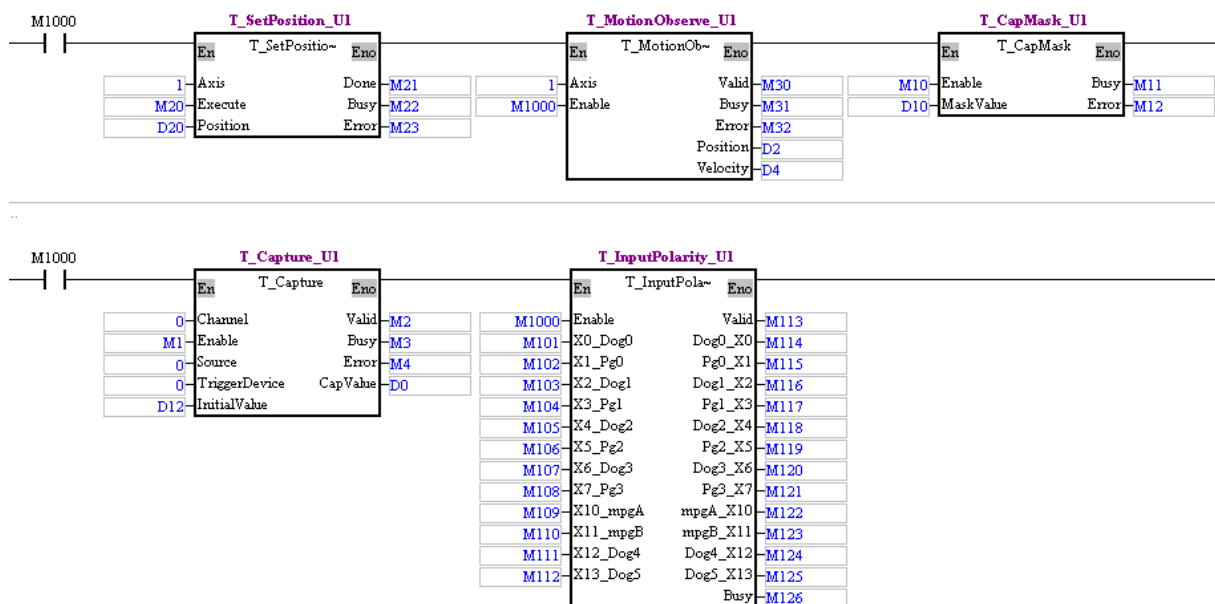 M1000 T_SetPosition_U1 T_MotionObserve_U1 T_CapMask_U1
En T_SetPositio~ Eno En T_MotionOb~ Eno En T_CapMask Eno
1 Axis Done M21 1 Axis Valid M30 M10 Enable Busy M11
M20 Execute Busy M22 M1000 Enable Busy M31 D10 MaskValue Error M12
D20 Position Error M23 Error M32
Position D2
Velocity D4
..
M1000 T_Capture_U1 T_InputPolarity_U1
En T_Capture Eno En T_InputPola~ Eno
0 Channel Valid M2 M1000 Enable Valid M113
M1 Enable Busy M3 M101 X0_Dog0 Dog0_X0 M114
0 Source Error M4 M102 X1_Pg0 Pg0_X1 M115
0 TriggerDevice CapValue D0 M103 X2_Dog1 Dog1_X2 M116
D12 InitialValue M104 X3_Pg1 Pg1_X3 M117
M105 X4_Dog2 Dog2_X4 M118
M106 X5_Pg2 Pg2_X5 M119
M107 X6_Dog3 Dog3_X6 M120
M108 X7_Pg3 Pg3_X7 M121
M109 X10_mpgA mpgA_X10 M122
M110 X11_mpgB mpgB_X11 M123
M111 X12_Dog4 Dog4_X12 M124
M112 X13_Dog5 Dog5_X13 M125
Busy M126